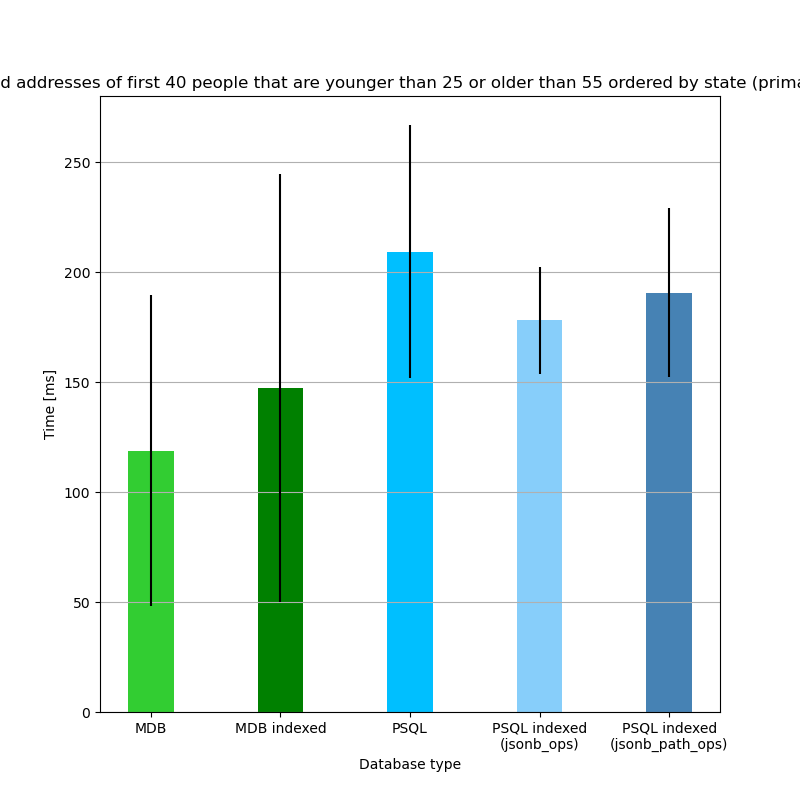 d addresses of first 40 people that are younger than 25 or older than 55 ordered by state (prima
250
200
150
100
50
0
Time [ms]
MDB
MDB indexed
PSQL
PSQL indexed
(jsonb_ops)
PSQL indexed
(jsonb_path_ops)
Database type